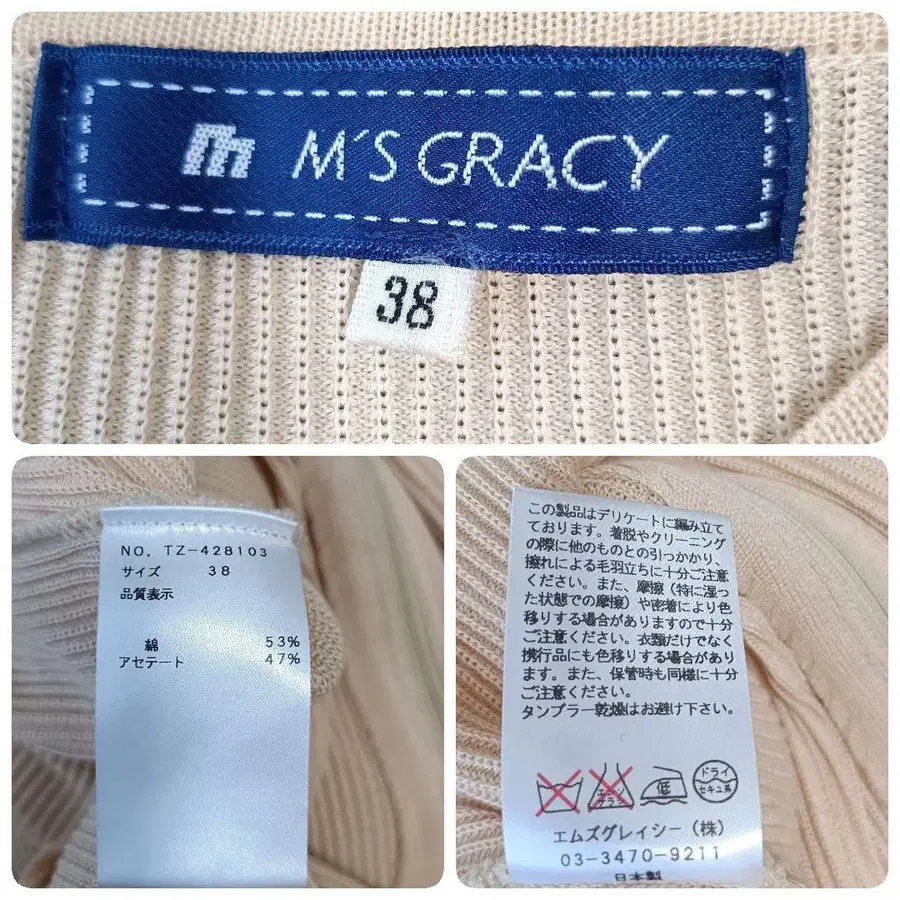 m M'S GRACY
38
NO. TZ-428103
サイズ 38
品質表示
綿 53%
アセテート 47%
この製品はデリケートに編み立て
ております。着脱やクリーニング
の際に他のものとの引っかかり、
擦れによる毛羽立ちに十分ご注意
ください。また、摩擦（特に湿っ
た状態での摩擦）や密着により色
移りする場合がありますので十分
ご注意ください。衣類だけでなく
携行品にも色移りする場合があり
ます。また、保管時も同様に十分
ご注意ください。
タンブラー乾燥はお避け下さい。
エンソ
サラシ
低
ドライ
セキユ系
エムズグレイシー（株）
03-3470-9211
日本製